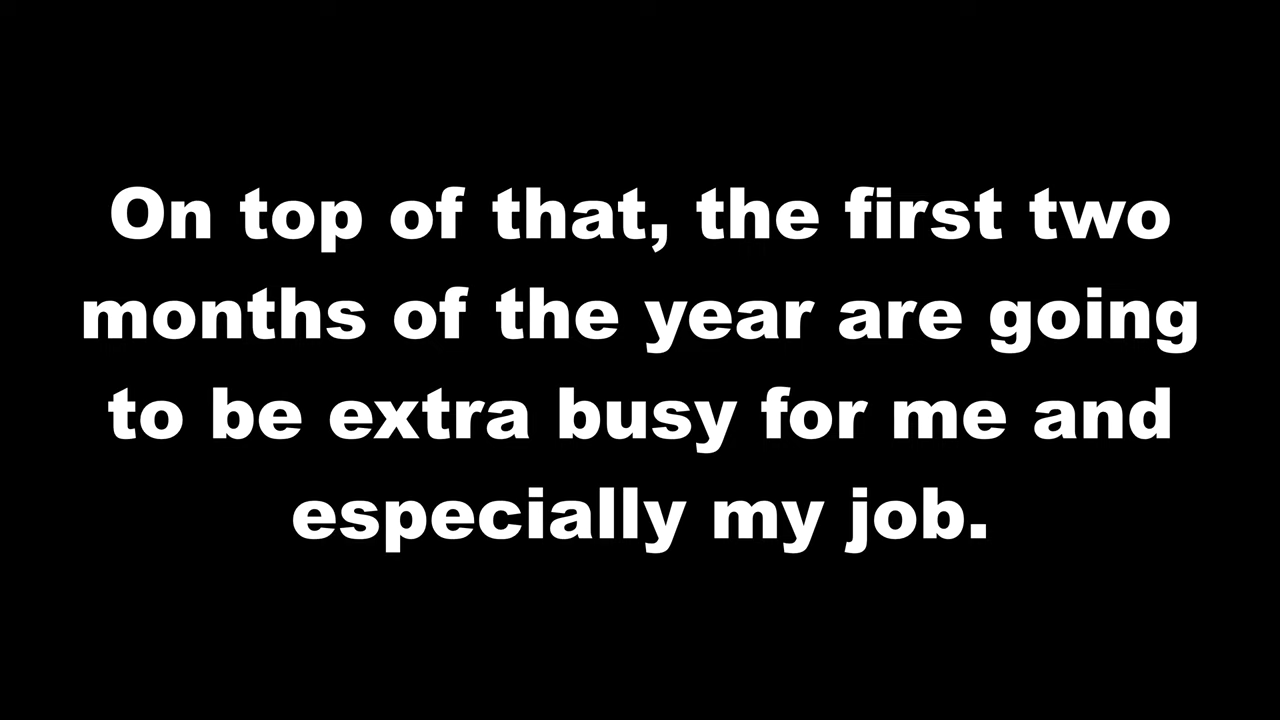 On top of that, the first two
months of the year are going
to be extra busy for me and
especially my job.